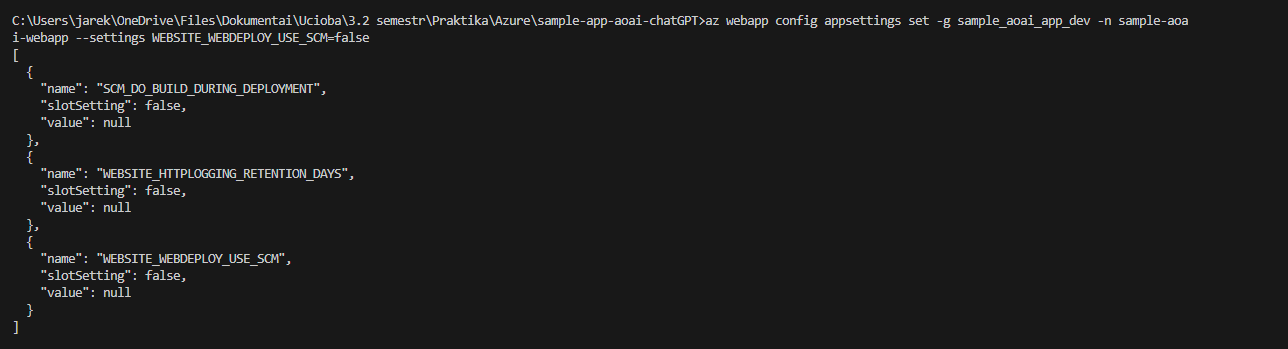 C:\Users\jarek\OneDrive\Files\Dokumentai\Ucioba\3.2 semestr\Praktika\Azure\sample-app-aoai-chatGPT>az webapp config appsettings set -g sample_aoai_app_dev -n sample-aoa
i-webapp --settings WEBSITE_WEBDEPLOY_USE_SCM=false
[
  {
    "name": "SCM_DO_BUILD_DURING_DEPLOYMENT",
    "slotSetting": false,
    "value": null
  },
  {
    "name": "WEBSITE_HTTPLOGGING_RETENTION_DAYS",
    "slotSetting": false,
    "value": null
  },
  {
    "name": "WEBSITE_WEBDEPLOY_USE_SCM",
    "slotSetting": false,
    "value": null
  }
]